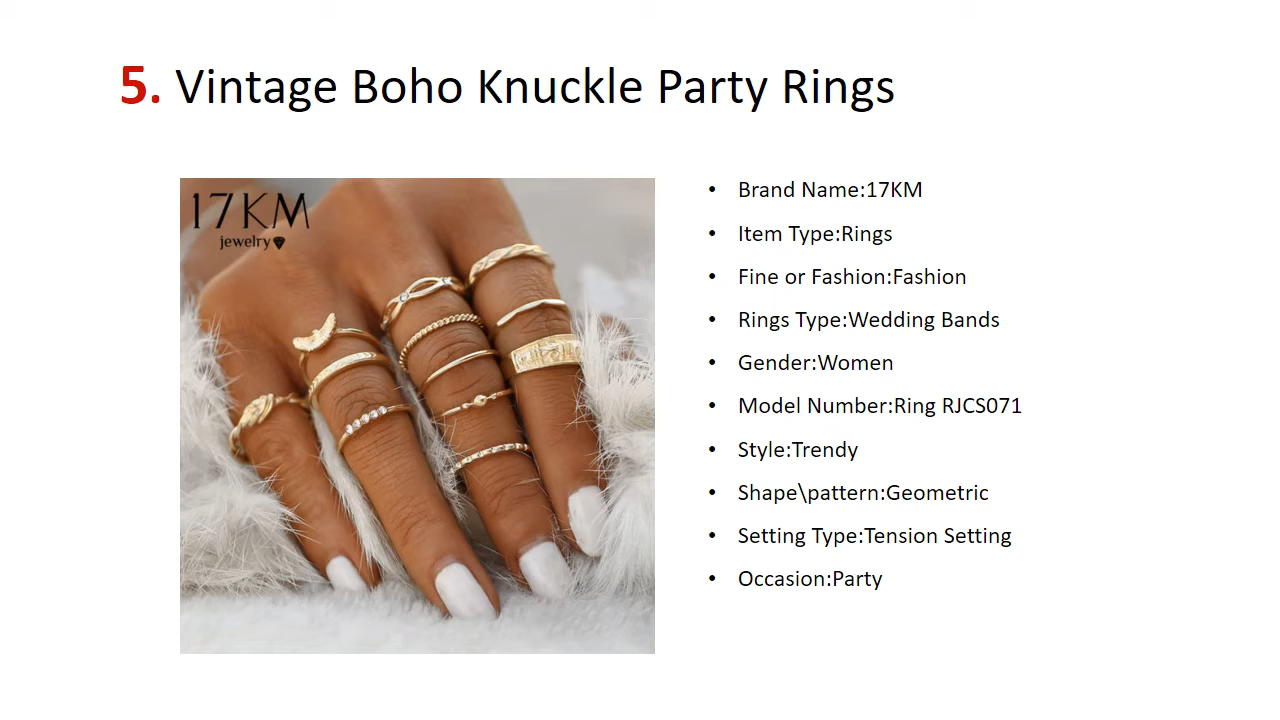 5. Vintage Boho Knuckle Party Rings
17KM
jewelry
• Brand Name:17KM
• Item Type:Rings
• Fine or Fashion:Fashion
• Rings Type:Wedding Bands
• Gender:Women
• Model Number:Ring RJCS071
• Style:Trendy
• Shape\pattern:Geometric
• Setting Type:Tension Setting
• Occasion:Party